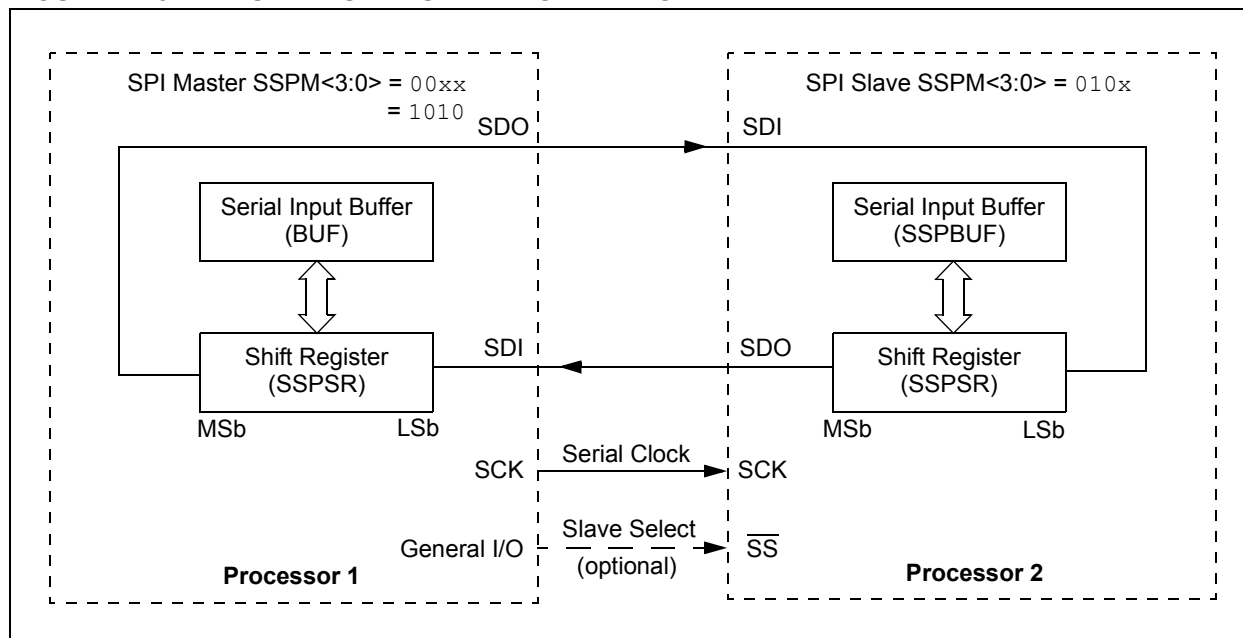 SPI Master SSPM<3:0> = 00xx
= 1010
SPI Slave SSPM<3:0> = 010x
SDO
SDI
Serial Input Buffer
(BUF)
Serial Input Buffer
(SSPBUF)
Shift Register
(SSPSR)
MSb
LSb
SDI
SDO
Shift Register
(SSPSR)
MSb
LSb
SCK
Serial Clock
SCK
General I/O
Slave Select
(optional)
SS
Processor 1
Processor 2